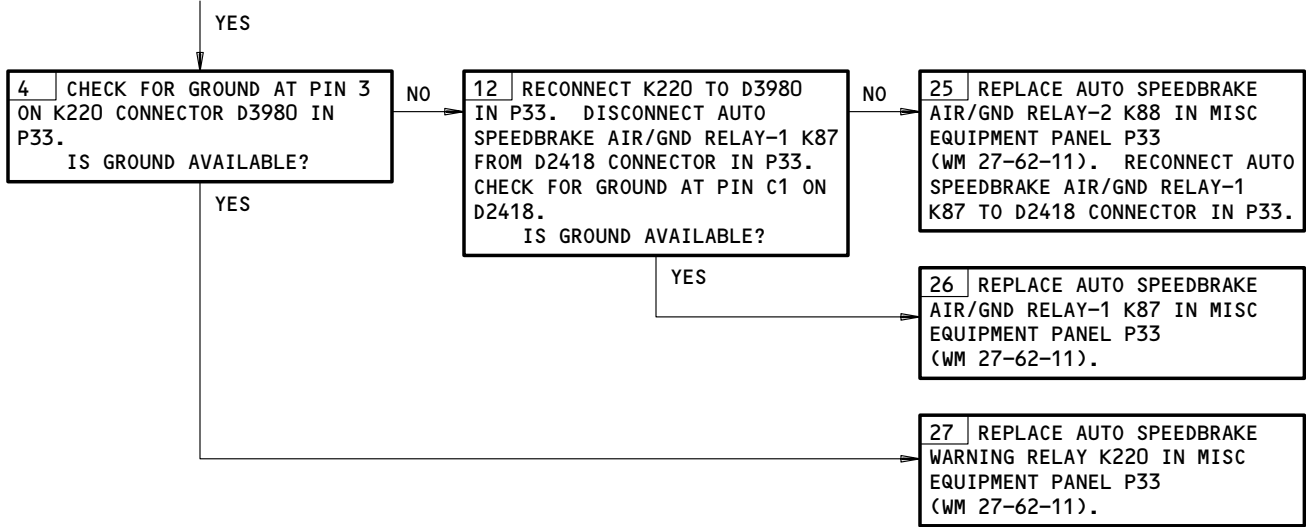 YES
4 CHECK FOR GROUND AT PIN 3
ON K220 CONNECTOR D3980 IN
P33.
IS GROUND AVAILABLE?
NO
YES
12 RECONNECT K220 TO D3980
IN P33. DISCONNECT AUTO
SPEEDBRAKE AIR/GND RELAY-1 K87
FROM D2418 CONNECTOR IN P33.
CHECK FOR GROUND AT PIN C1 ON
D2418.
IS GROUND AVAILABLE?
NO
YES
25 REPLACE AUTO SPEEDBRAKE
AIR/GND RELAY-2 K88 IN MISC
EQUIPMENT PANEL P33
(WM 27-62-11). RECONNECT AUTO
SPEEDBRAKE AIR/GND RELAY-1
K87 TO D2418 CONNECTOR IN P33.
26 REPLACE AUTO SPEEDBRAKE
AIR/GND RELAY-1 K87 IN MISC
EQUIPMENT PANEL P33
(WM 27-62-11).
27 REPLACE AUTO SPEEDBRAKE
WARNING RELAY K220 IN MISC
EQUIPMENT PANEL P33
(WM 27-62-11).